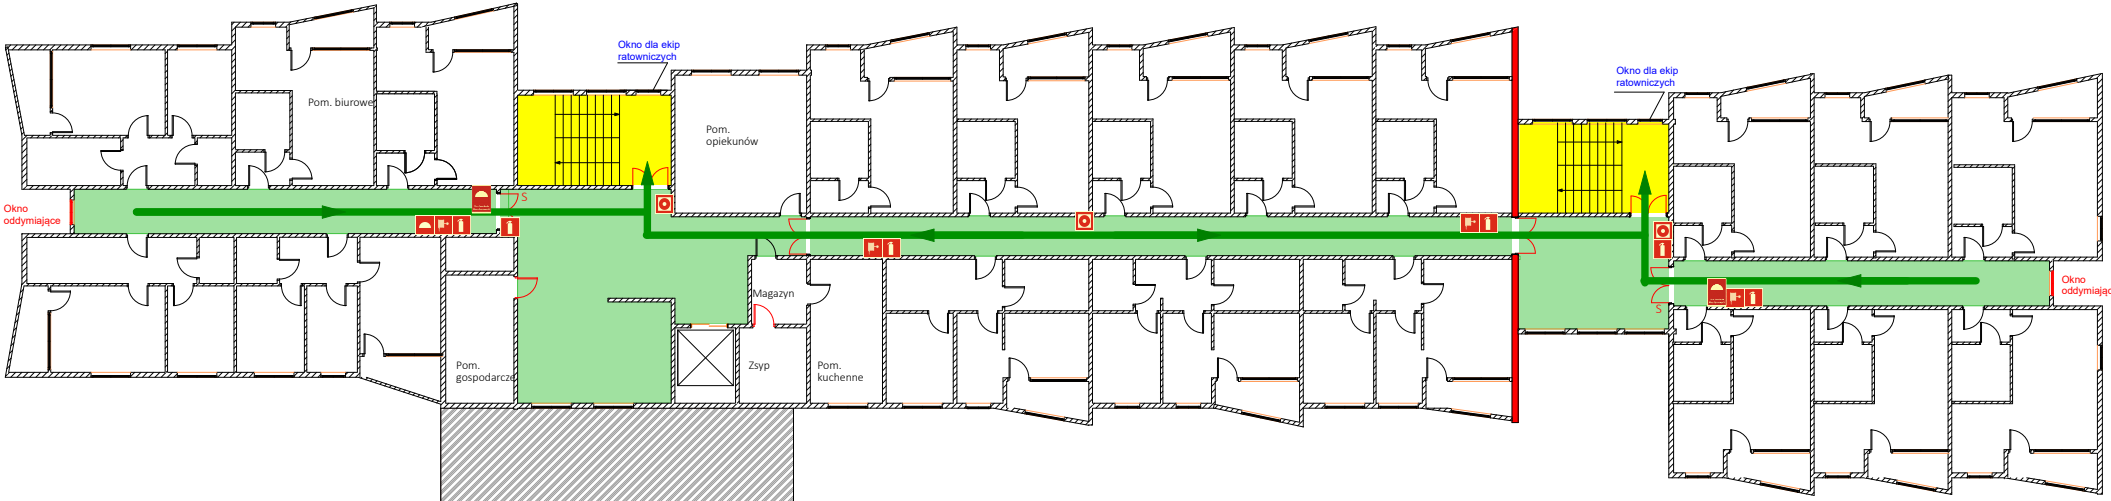 Okno dla ekip
ratowniczych
Okno dla ekip
ratowniczych
Pom. biurowe
Pom.
opiekunów
S
Okno
oddymiające
Magazyn
Okno
oddymiając
S
Pom.
gospodarcze
Zsyp
Pom.
kuchenne